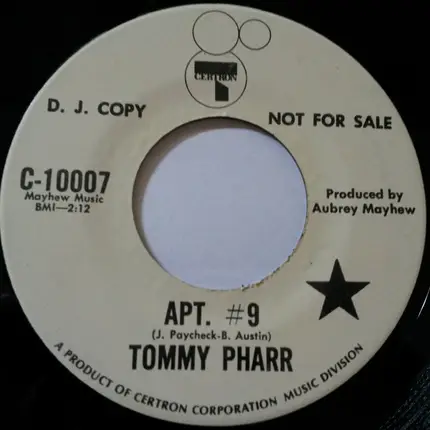 CERTRON
D. J. COPY
NOT FOR SALE
C-10007
Mayhew Music
BMI—2:12
Produced by
Aubrey Mayhew
APT. #9
(J. Paycheck-B. Austin)
TOMMY PHARR
A PRODUCT OF CERTRON CORPORATION MUSIC DIVISION